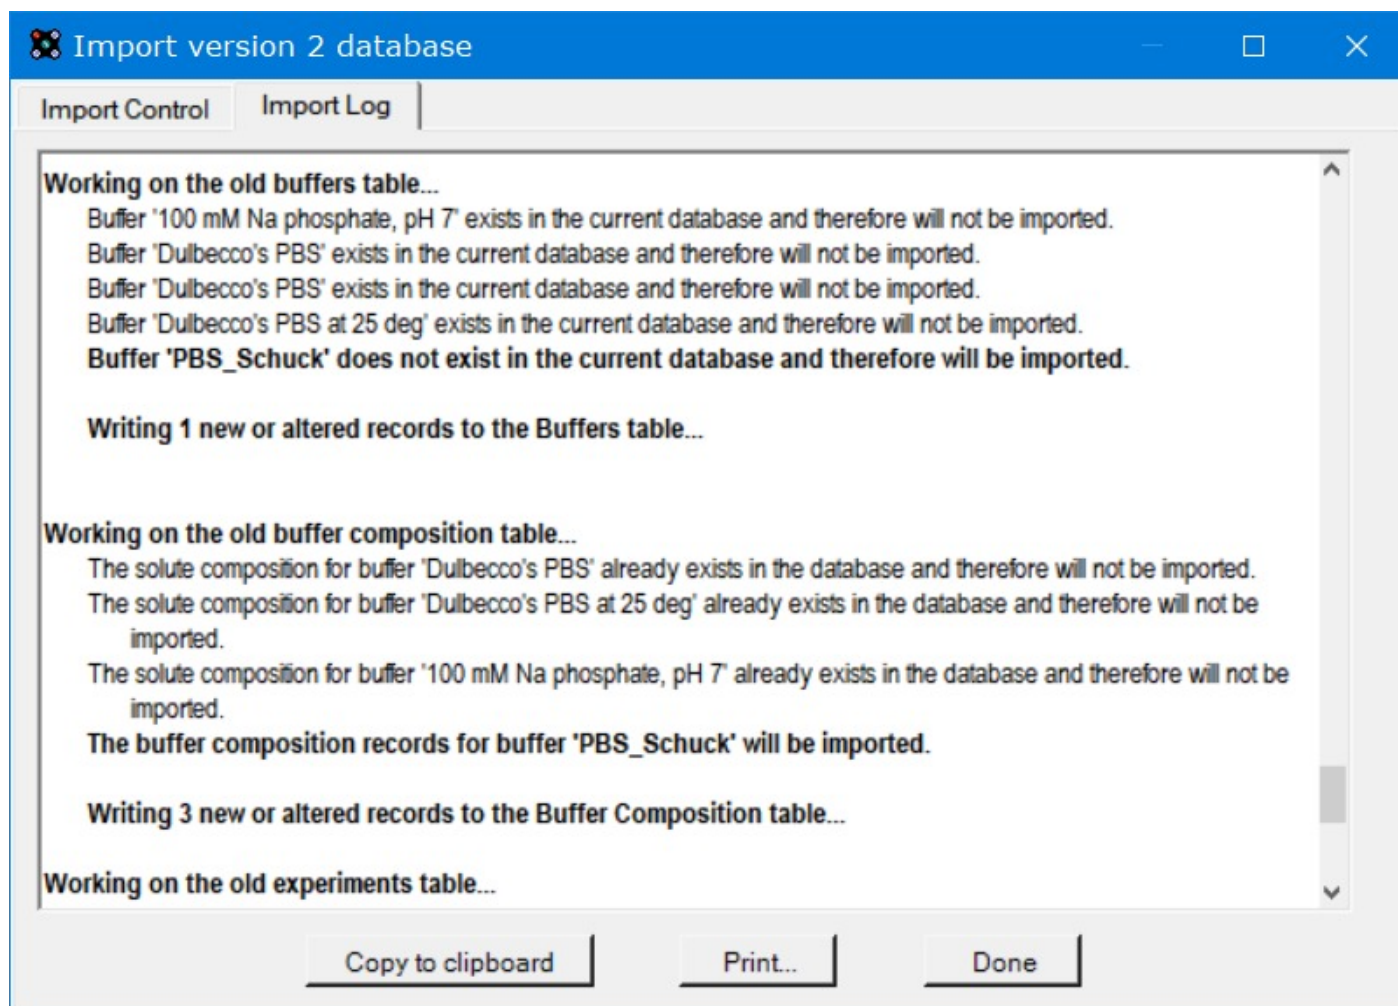 Import version 2 database
Import Control
Import Log
Working on the old buffers table...
Buffer '100 mM Na phosphate, pH 7' exists in the current database and therefore will not be imported.
Buffer 'Dulbecco's PBS' exists in the current database and therefore will not be imported.
Buffer 'Dulbecco's PBS' exists in the current database and therefore will not be imported.
Buffer 'Dulbecco's PBS at 25 deg' exists in the current database and therefore will not be imported.
Buffer 'PBS_Schuck' does not exist in the current database and therefore will be imported.
Writing 1 new or altered records to the Buffers table...
Working on the old buffer composition table...
The solute composition for buffer 'Dulbecco's PBS' already exists in the database and therefore will not be imported.
The solute composition for buffer 'Dulbecco's PBS at 25 deg' already exists in the database and therefore will not be
imported.
The solute composition for buffer '100 mM Na phosphate, pH 7' already exists in the database and therefore will not be
imported.
The buffer composition records for buffer 'PBS_Schuck' will be imported.
Writing 3 new or altered records to the Buffer Composition table...
Working on the old experiments table...
Copy to clipboard
Print...
Done